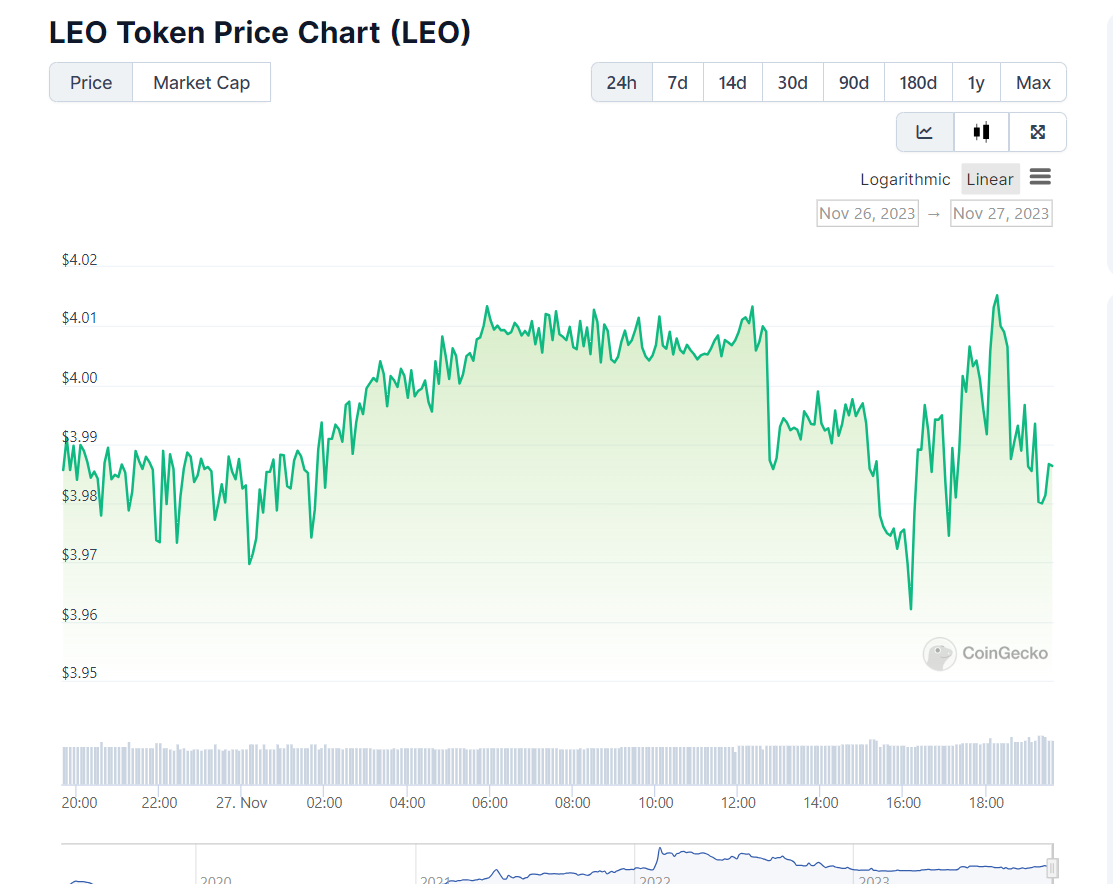 LEO Token Price Chart (LEO)
Price Market Cap 24h 7d 14d 30d 90d 180d 1y Max
Logarithmic Linear
Nov 26, 2023 → Nov 27, 2023
$4.02
$4.01
$4.00
$3.99
$3.98
$3.97
$3.96
CoinGecko
$3.95
20:00 22:00 27. Nov 02:00 04:00 06:00 08:00 10:00 12:00 14:00 16:00 18:00
2020 2021 2022 2023